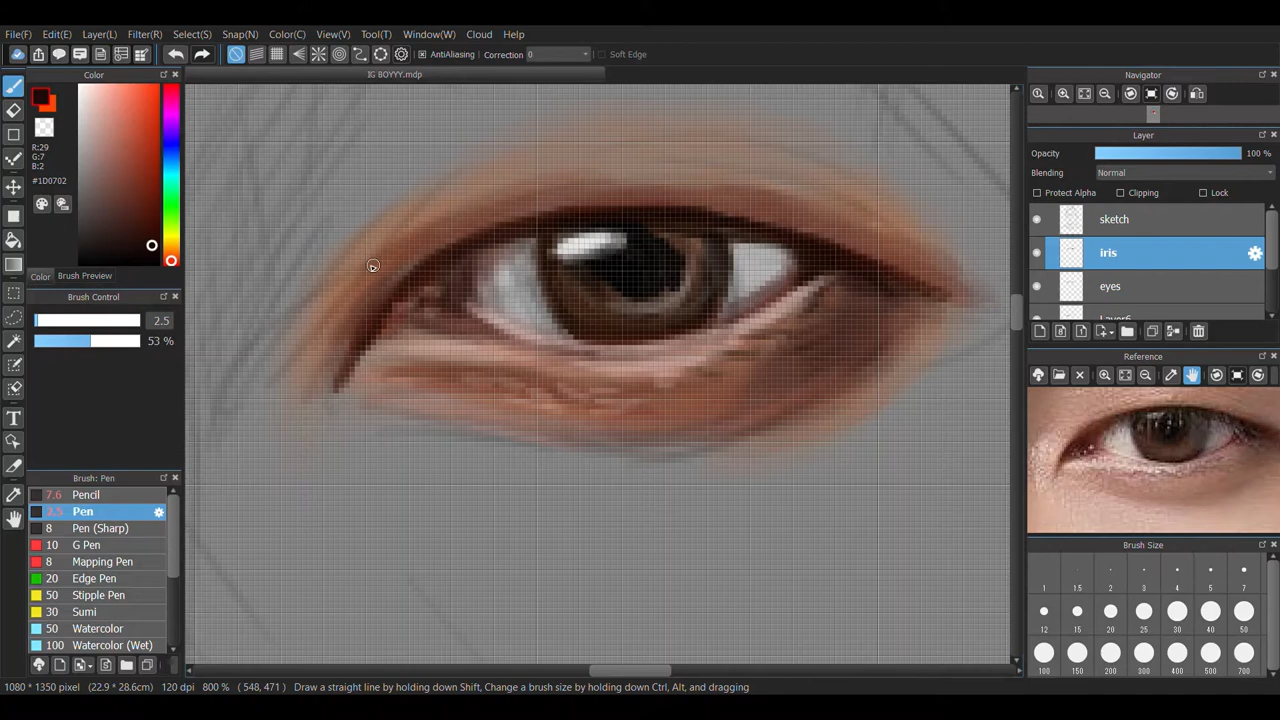 File(F) Edit(E) Layer(L) Filter(R) Select(S) Snap(N) Color(C) View(V) Tool(T) Window(W) Cloud Help
AntiAliasing Correction 0 Soft Edge
Color
IG BOYYY.mdp
R:29
G:7
B:2
#1D0702
Color Brush Preview
Brush Control
2.5
53 %
Brush: Pen
7.6 Pencil
2.5 Pen
8 Pen (Sharp)
10 G Pen
8 Mapping Pen
20 Edge Pen
50 Stipple Pen
30 Sumi
50 Watercolor
100 Watercolor (Wet)
Navigator
Layer
Opacity 100 %
Blending Normal
Protect Alpha Clipping Lock
sketch
iris
eyes
Layer6
Reference
Brush Size
1 1.5 2 3 4 5 7
12 15 20 25 30 40 50
100 150 200 300 400 500 700
1080 * 1350 pixel (22.9 * 28.6cm) 120 dpi 800 % ( 548, 471 ) Draw a straight line by holding down Shift, Change a brush size by holding down Ctrl, Alt, and dragging